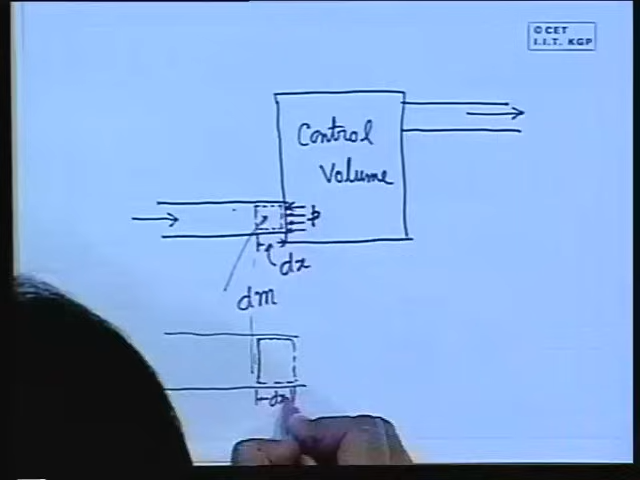 © CET
I.I.T. KGP
Control
Volume
p
dx
dm
dx